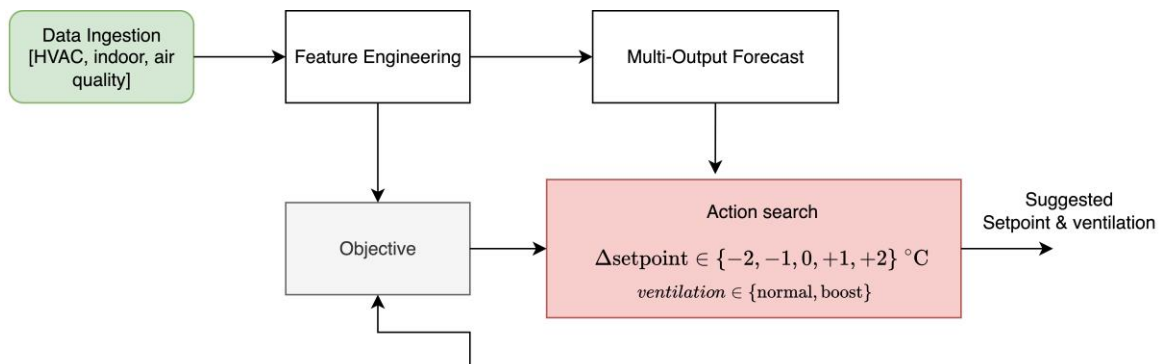 Data Ingestion
[HVAC, indoor, air
quality]
Feature Engineering
Multi-Output Forecast
Objective
Action search
Δsetpoint ∈ {−2, −1, 0, +1, +2} °C
ventilation ∈ {normal, boost}
Suggested
Setpoint & ventilation